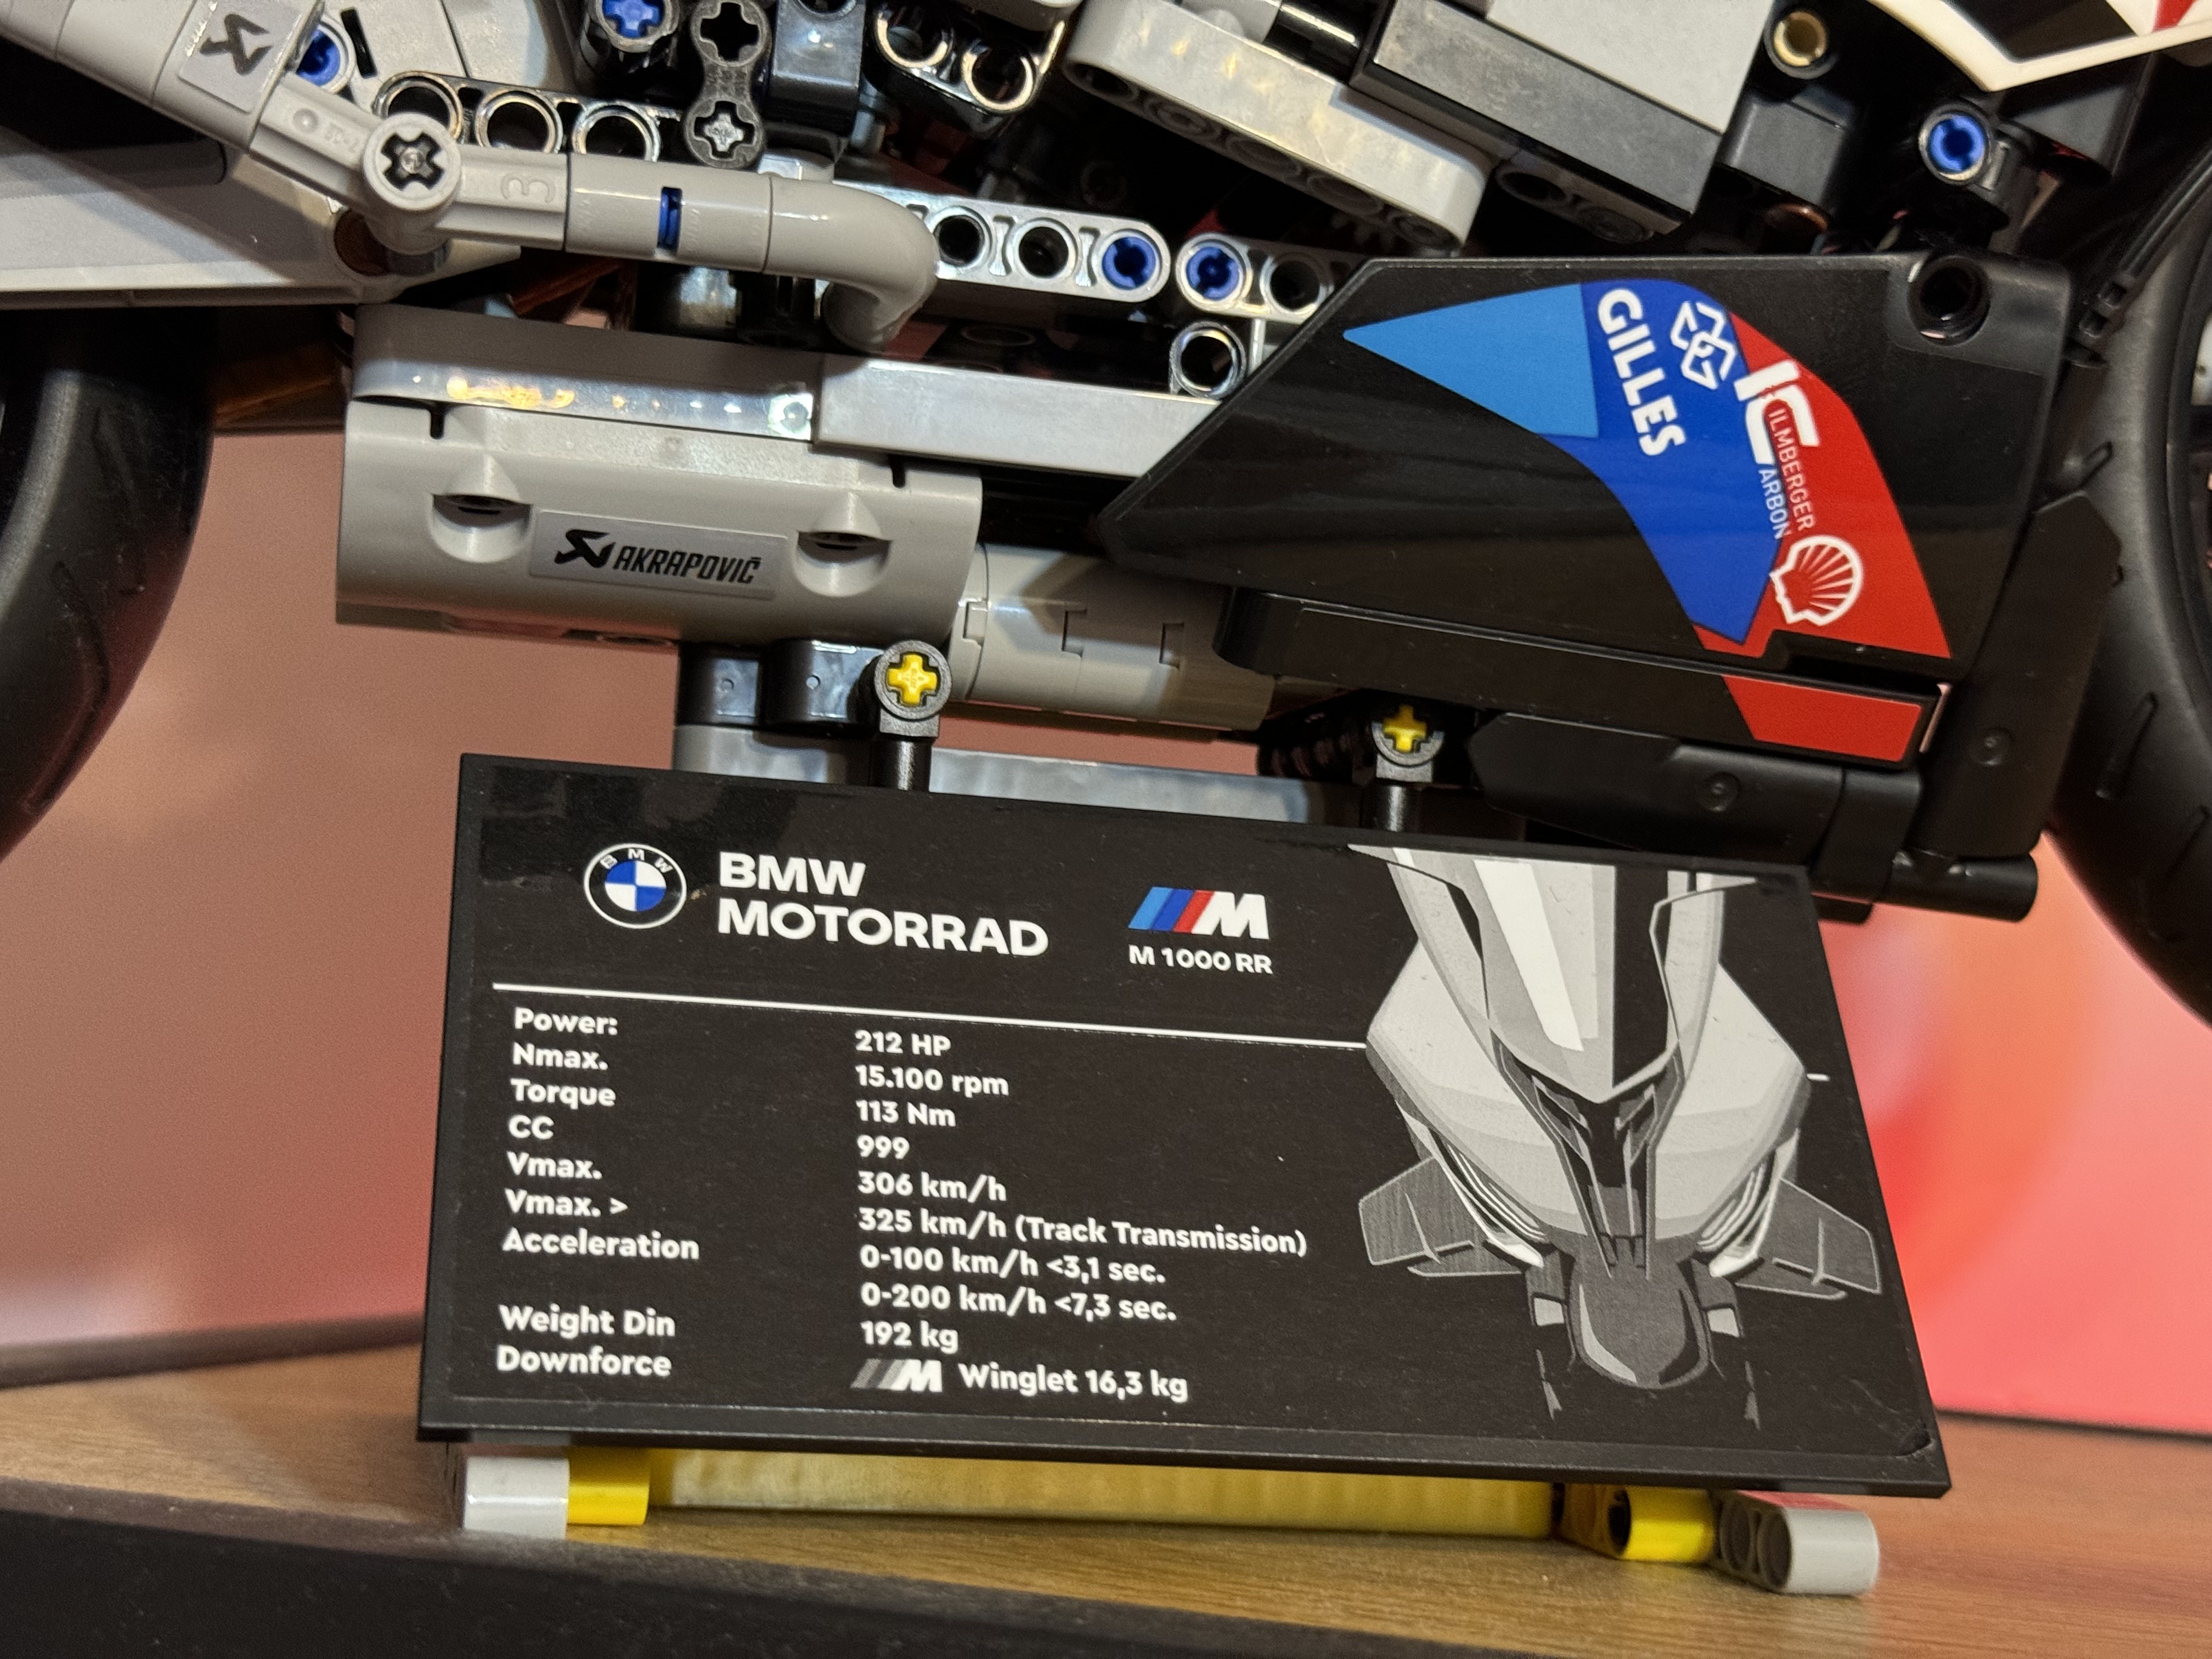 GILLES
IC
ILMBERGER
ARBON
AKRAPOVIČ
BMW
BMW
MOTORRAD
M
M 1000 RR
Power: 212 HP
Nmax. 15.100 rpm
Torque 113 Nm
CC 999
Vmax. 306 km/h
Vmax. > 325 km/h (Track Transmission)
Acceleration 0-100 km/h <3,1 sec.
0-200 km/h <7,3 sec.
Weight Din 192 kg
Downforce M Winglet 16,3 kg